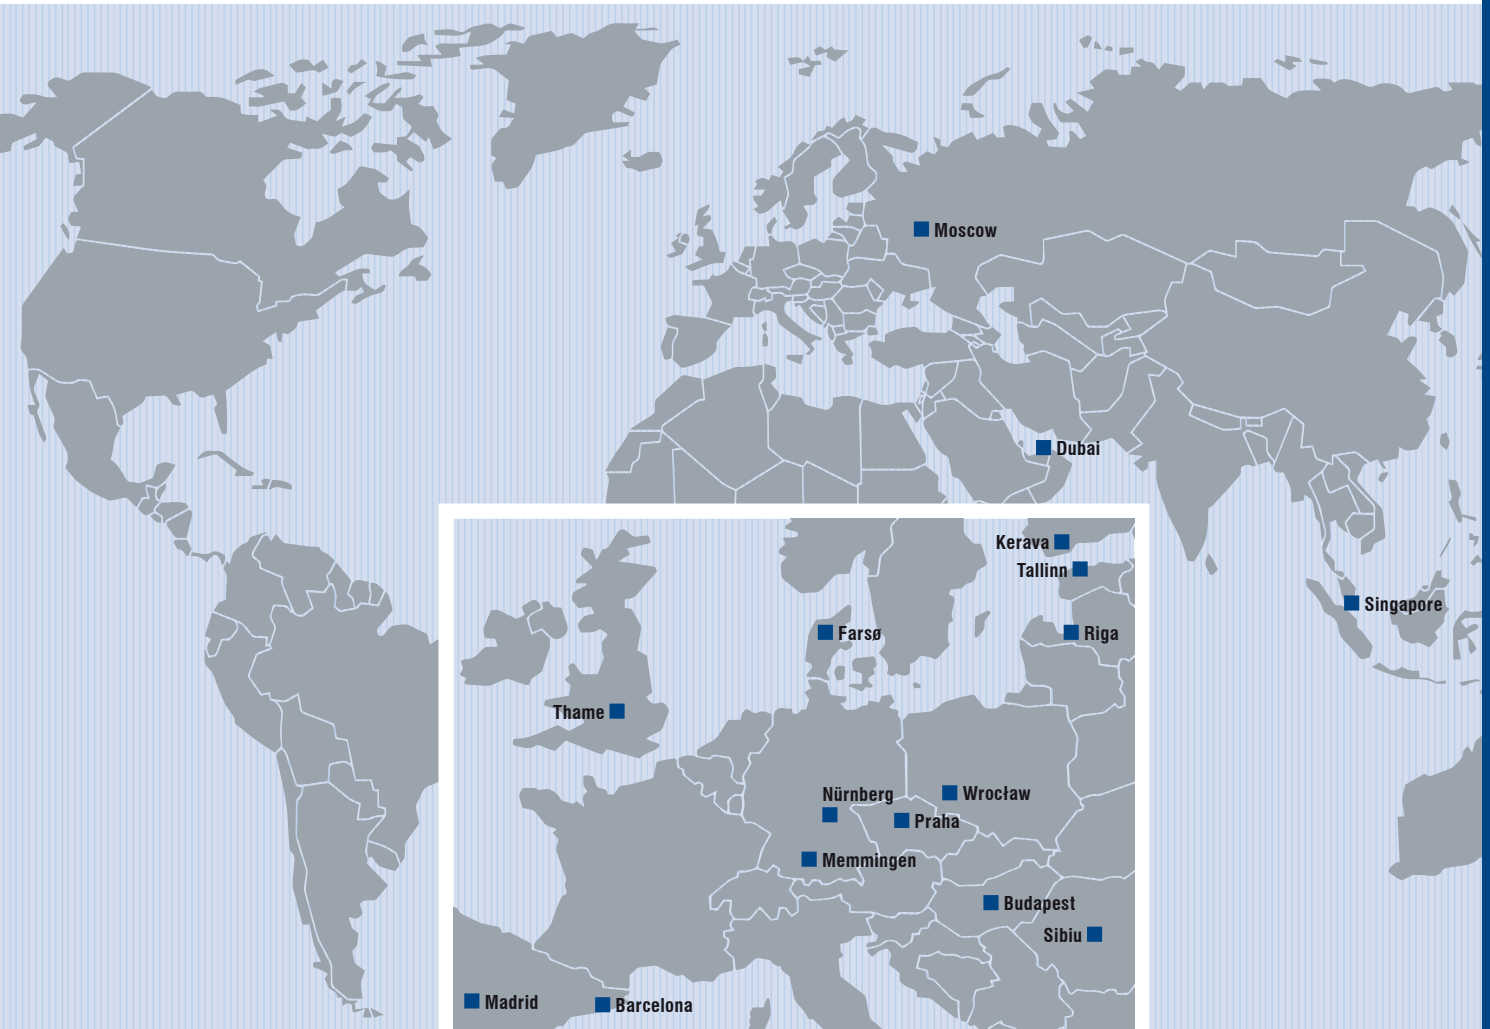 Moscow
Dubai
Kerava
Tallinn
Singapore
Farsø
Riga
Thame
Nürnberg
Wrocław
Praha
Memmingen
Budapest
Sibiu
Madrid
Barcelona